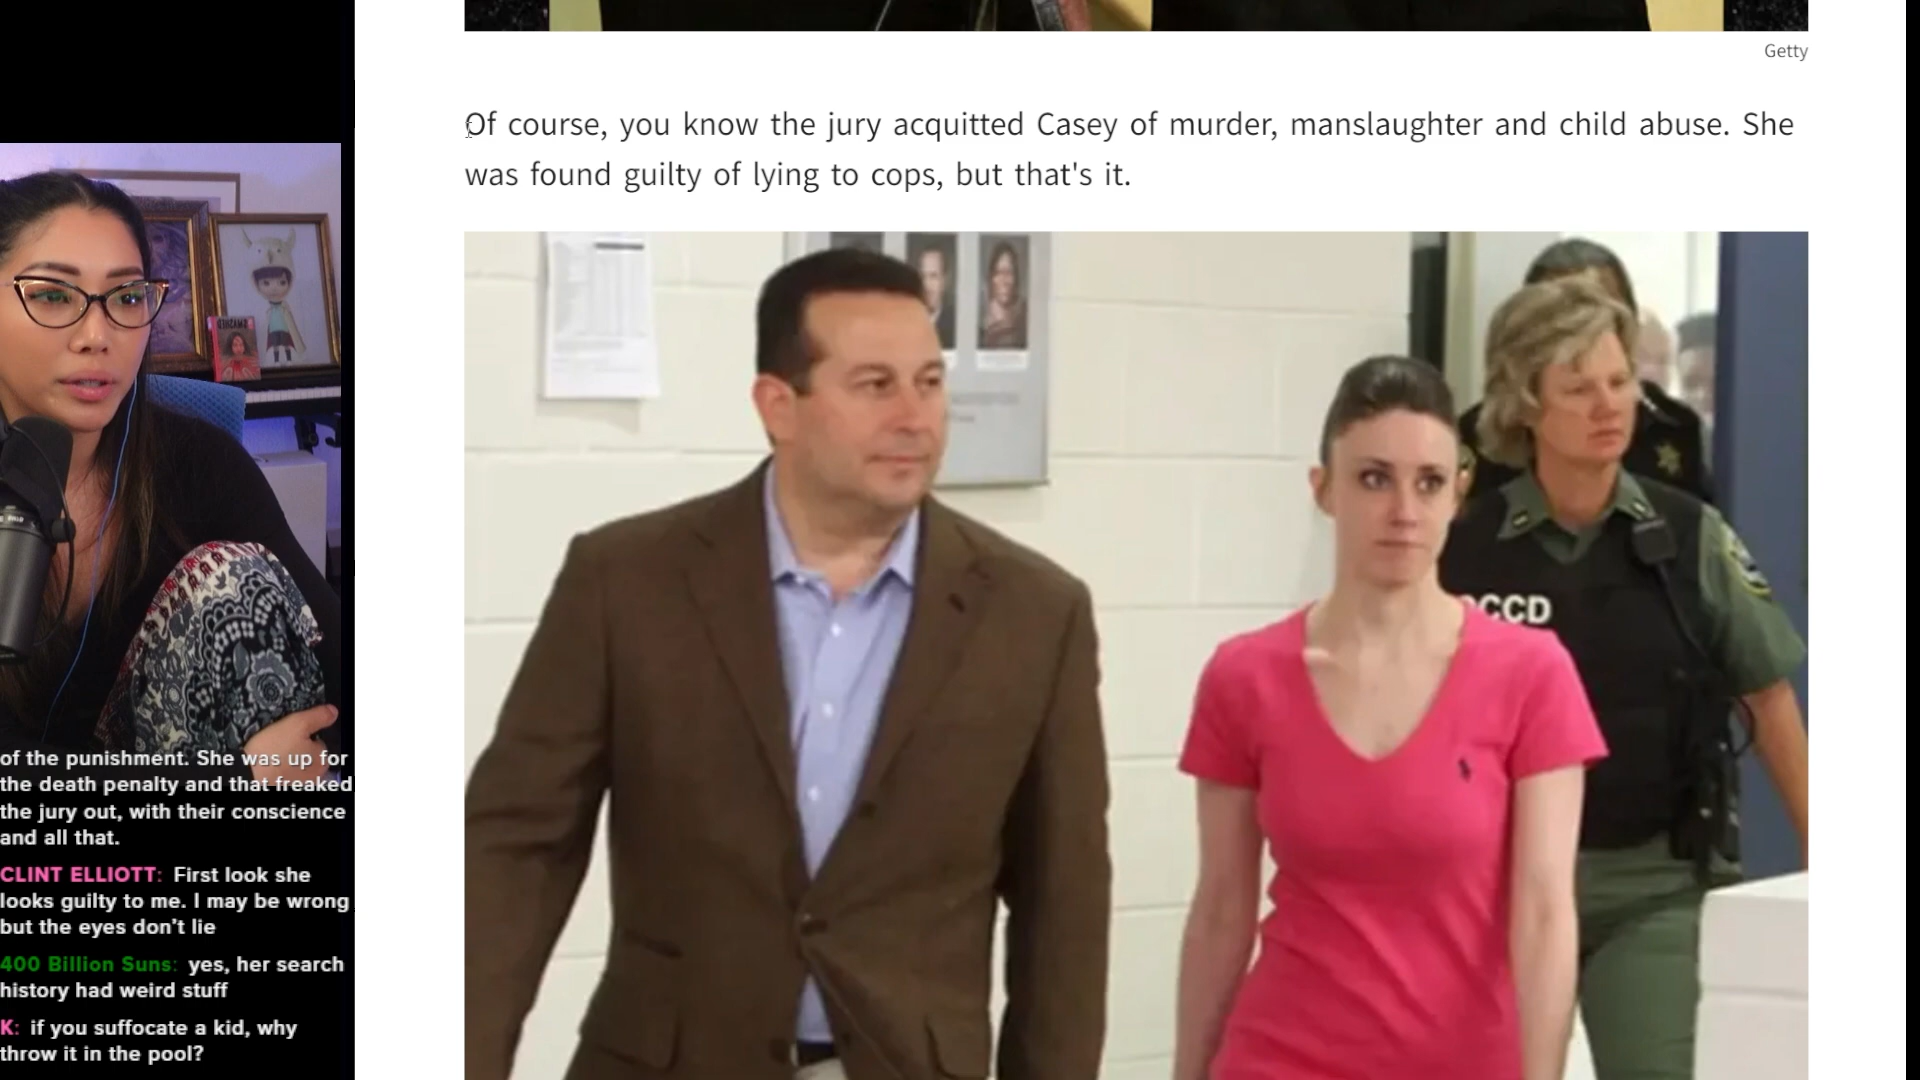 Getty
Of course, you know the jury acquitted Casey of murder, manslaughter and child abuse. She
was found guilty of lying to cops, but that's it.
CCD
of the punishment. She was up for
the death penalty and that freaked
the jury out, with their conscience
and all that.
CLINT ELLIOTT: First look she
looks guilty to me. I may be wrong
but the eyes don’t lie
400 Billion Suns: yes, her search
history had weird stuff
K: if you suffocate a kid, why
throw it in the pool?